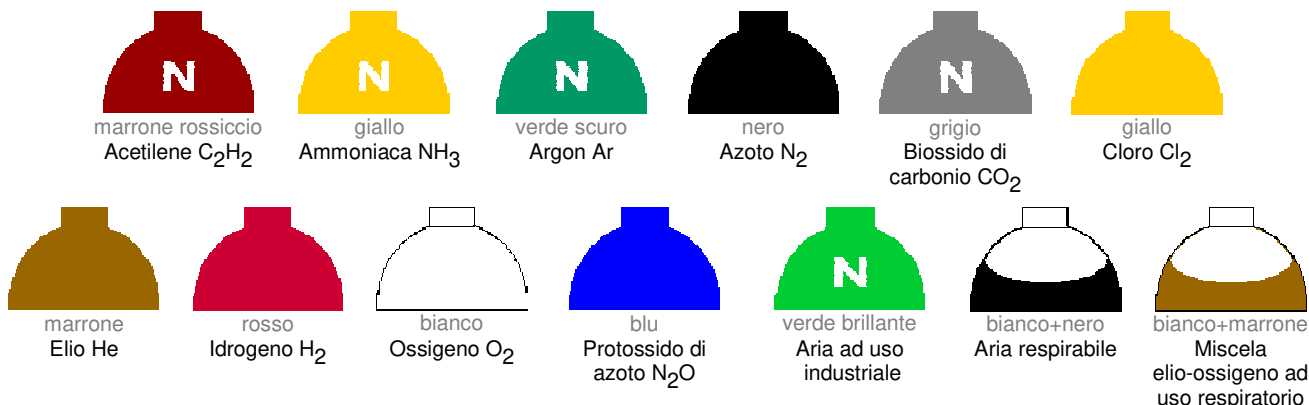 N N N N
marrone rossiccio giallo verde scuro nero grigio giallo
Acetilene C2H2 Ammoniaca NH3 Argon Ar Azoto N2 Biossido di Cloro Cl2
carbonio CO2
N
marrone rosso bianco blu verde brillante bianco+nero bianco+marrone
Elio He Idrogeno H2 Ossigeno O2 Protossido di Aria ad uso Aria respirabile Miscela
azoto N2O industriale elio-ossigeno ad
uso respiratorio